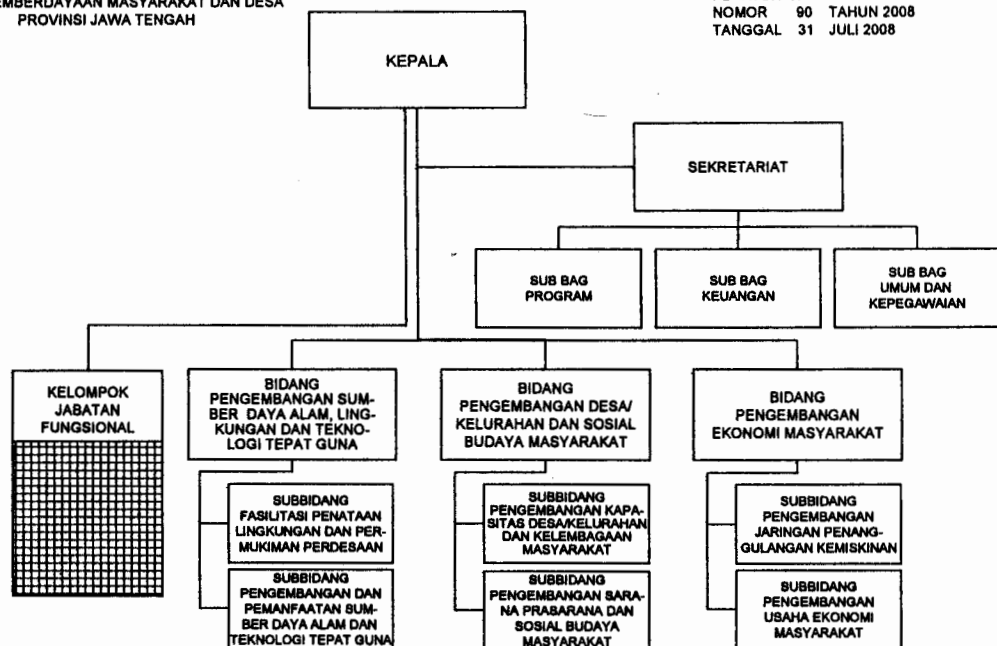 EMBERDAYAAN MASYARAKAT DAN DESA
PROVINSI JAWA TENGAH
NOMOR 90 TAHUN 2008
TANGGAL 31 JULI 2008
KEPALA
SEKRETARIAT
SUB BAG
PROGRAM
SUB BAG
KEUANGAN
SUB BAG
UMUM DAN
KEPEGAWAIAN
KELOMPOK
JABATAN
FUNGSIONAL
BIDANG
PENGEMBANGAN SUM-
BER DAYA ALAM, LING-
KUNGAN DAN TEKNO-
LOGI TEPAT GUNA
BIDANG
PENGEMBANGAN DESA/
KELURAHAN DAN SOSIAL
BUDAYA MASYARAKAT
BIDANG
PENGEMBANGAN
EKONOMI MASYARAKAT
SUBBIDANG
FASILITASI PENATAAN
LINGKUNGAN DAN PER-
MUKIMAN PERDESAAN
SUBBIDANG
PENGEMBANGAN KAPA-
SITAS DESA/KELURAHAN
DAN KELEMBAGAAN
MASYARAKAT
SUBBIDANG
PENGEMBANGAN
JARINGAN PENANG-
GULANGAN KEMISKINAN
SUBBIDANG
PENGEMBANGAN DAN
PEMANFAATAN SUM-
BER DAYA ALAM DAN
TEKNOLOGI TEPAT GUNA
SUBBIDANG
PENGEMBANGAN SARA-
NA PRASARANA DAN
SOSIAL BUDAYA
MASYARAKAT
SUBBIDANG
PENGEMBANGAN
USAHA EKONOMI
MASYARAKAT